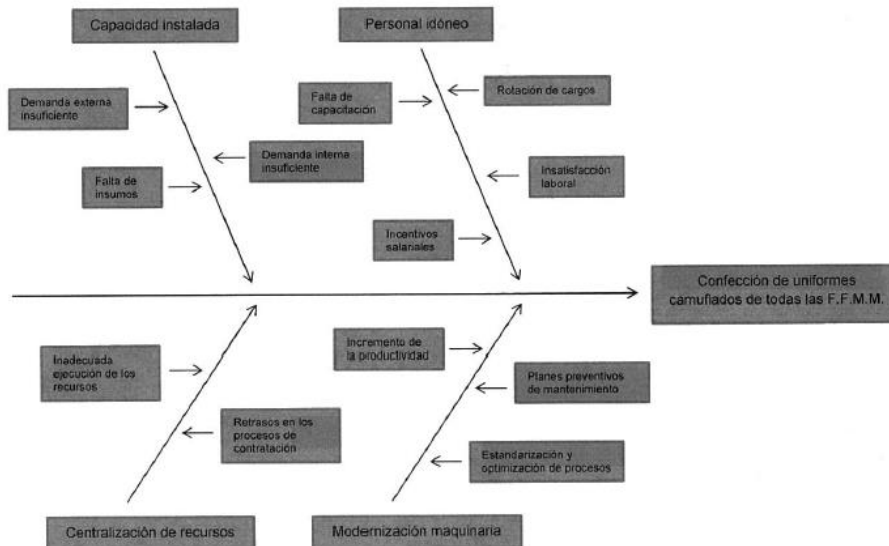 Capacidad instalada
Personal idóneo
Demanda externa
insuficiente
Falta de
capacitación
Rotación de cargos
Demanda interna
insuficiente
Falta de
insumos
Insatisfacción
laboral
Incentivos
salariales
Confección de uniformes
camuflados de todas las F.F.M.M.
Inadecuada
ejecución de los
recursos
Incremento de
la productividad
Planes preventivos
de mantenimiento
Retrasos en los
procesos de
contratación
Estandarización y
optimización de procesos
Centralización de recursos
Modernización maquinaria